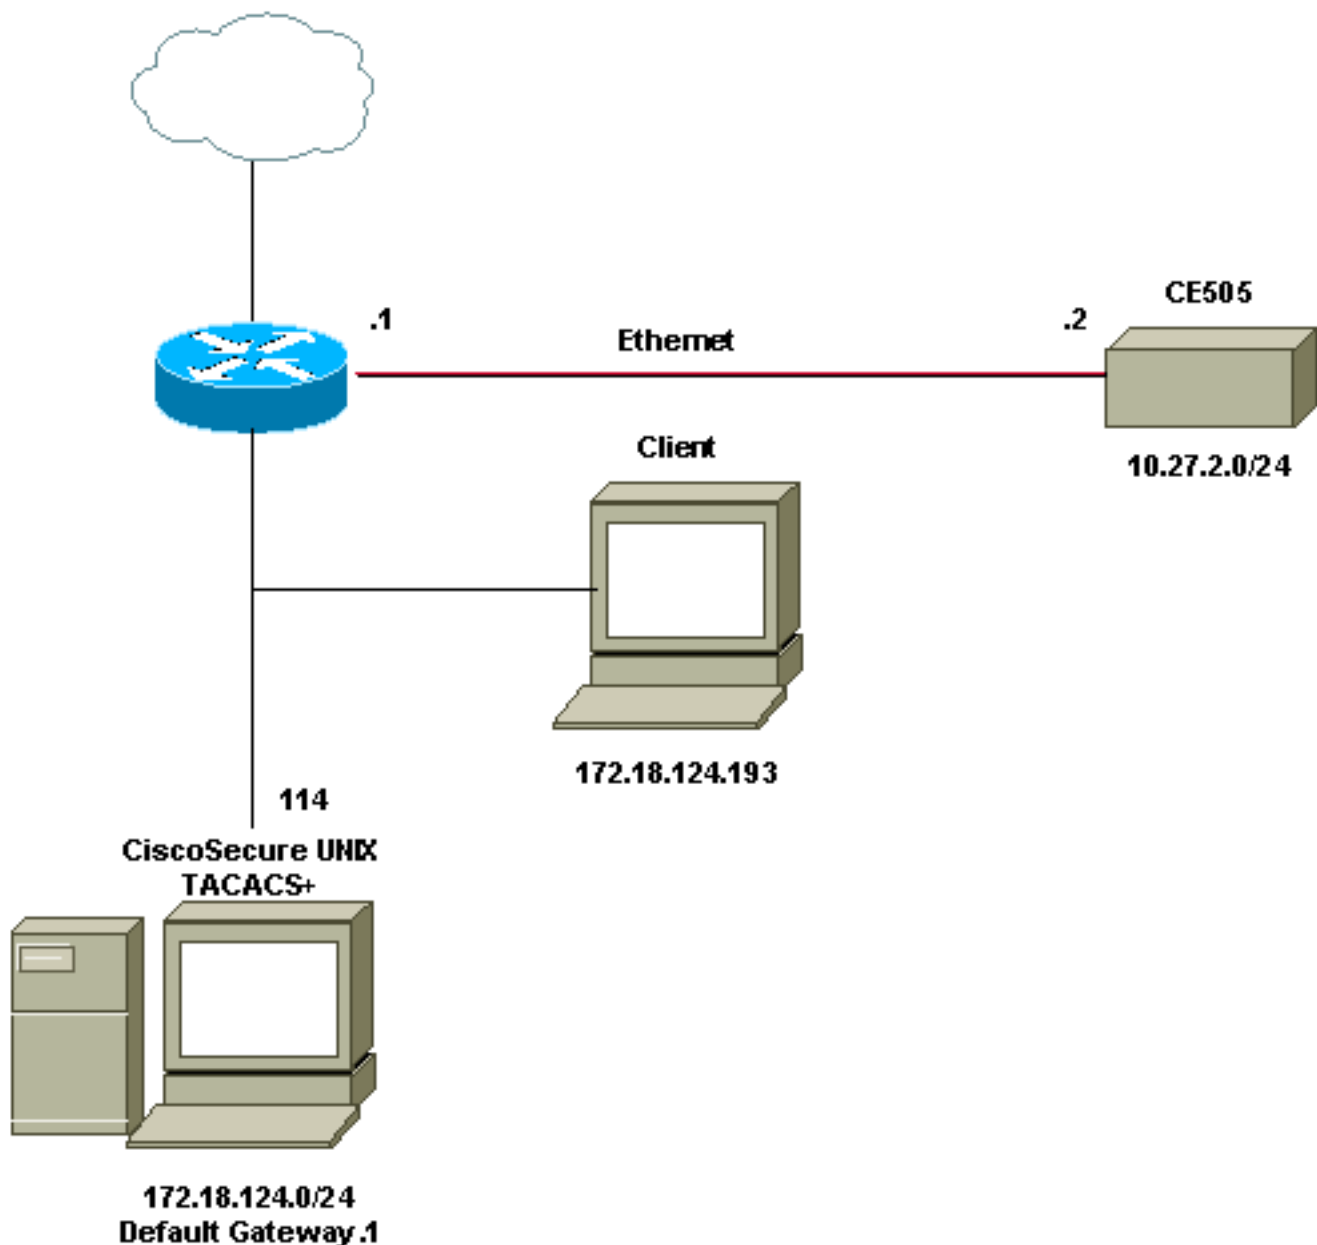 CE505
.1
.2
Ethernet
Client
10.27.2.0/24
172.18.124.193
114
CiscoSecure UNIX
TACACS+
172.18.124.0/24
Default Gateway .1